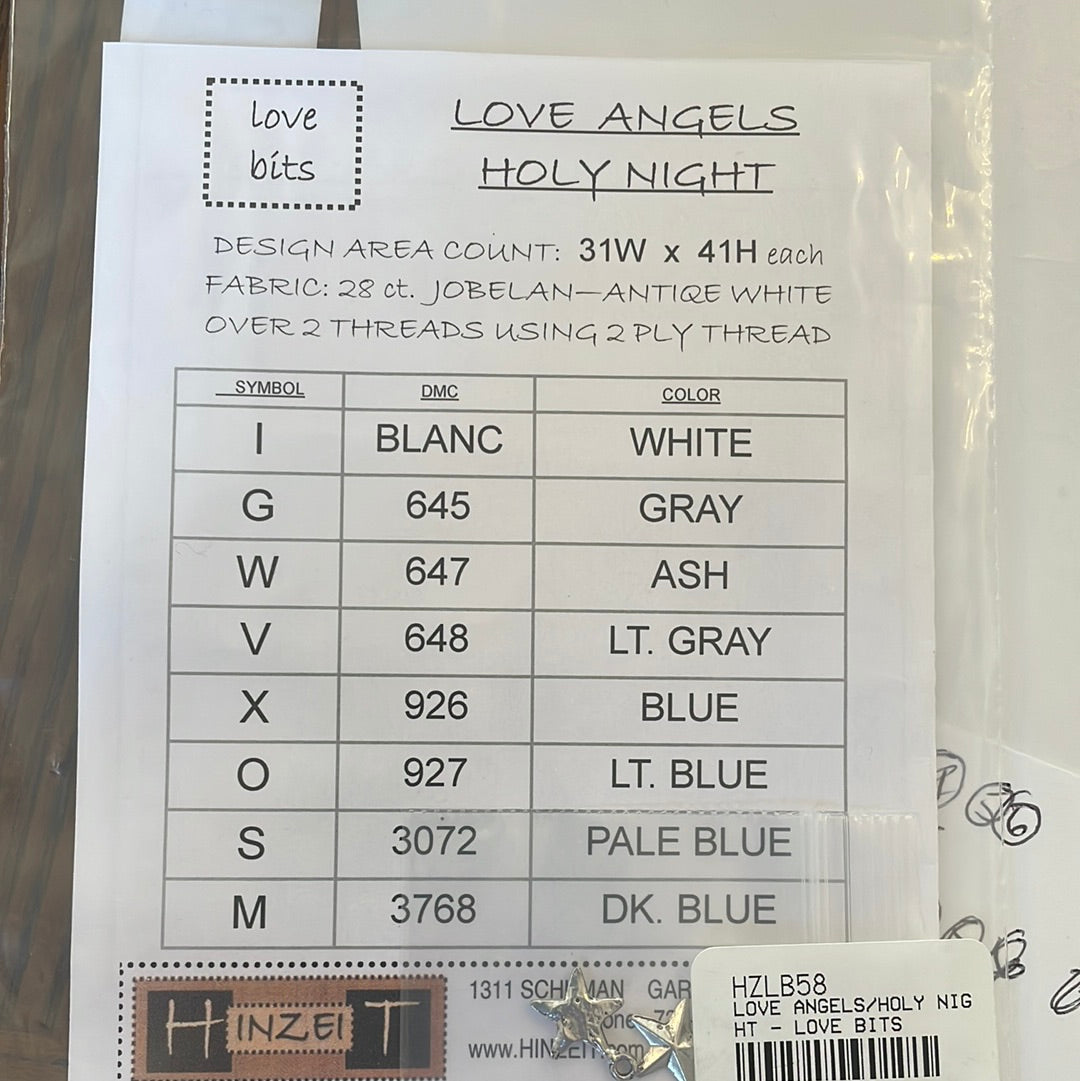 love
bits
LOVE ANGELS
HOLY NIGHT
DESIGN AREA COUNT: 31W x 41H each
FABRIC: 28 ct. JOBELAN—ANTIQE WHITE
OVER 2 THREADS USING 2 PLY THREAD
SYMBOL DMC COLOR
I BLANC WHITE
G 645 GRAY
W 647 ASH
V 648 LT. GRAY
X 926 BLUE
O 927 LT. BLUE
S 3072 PALE BLUE
M 3768 DK. BLUE
HINZEIT
1311
www.HINZEIT.com
HZLB58
LOVE ANGELS/HOLY NIG
HT - LOVE BITS